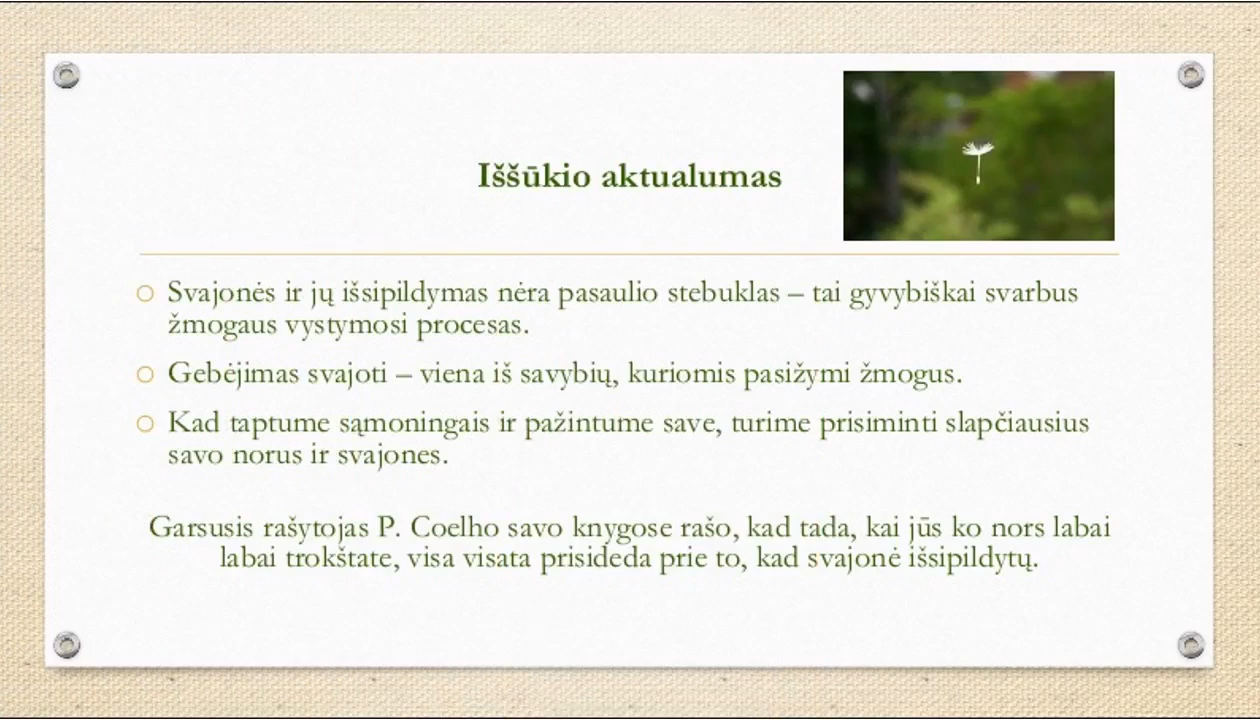 Iššūkio aktualumas
Svajonės ir jų išsipildymas nėra pasaulio stebuklas – tai gyvybiškai svarbus
žmogaus vystymosi procesas.
Gebėjimas svajoti – viena iš savybių, kuriomis pasižymi žmogus.
Kad taptume sąmoningais ir pažintume save, turime prisiminti slapčiausius
savo norus ir svajones.
Garsusis rašytojas P. Coelho savo knygose rašo, kad tada, kai jūs ko nors labai
labai trokštate, visa visata prisideda prie to, kad svajonė išsipildytų.